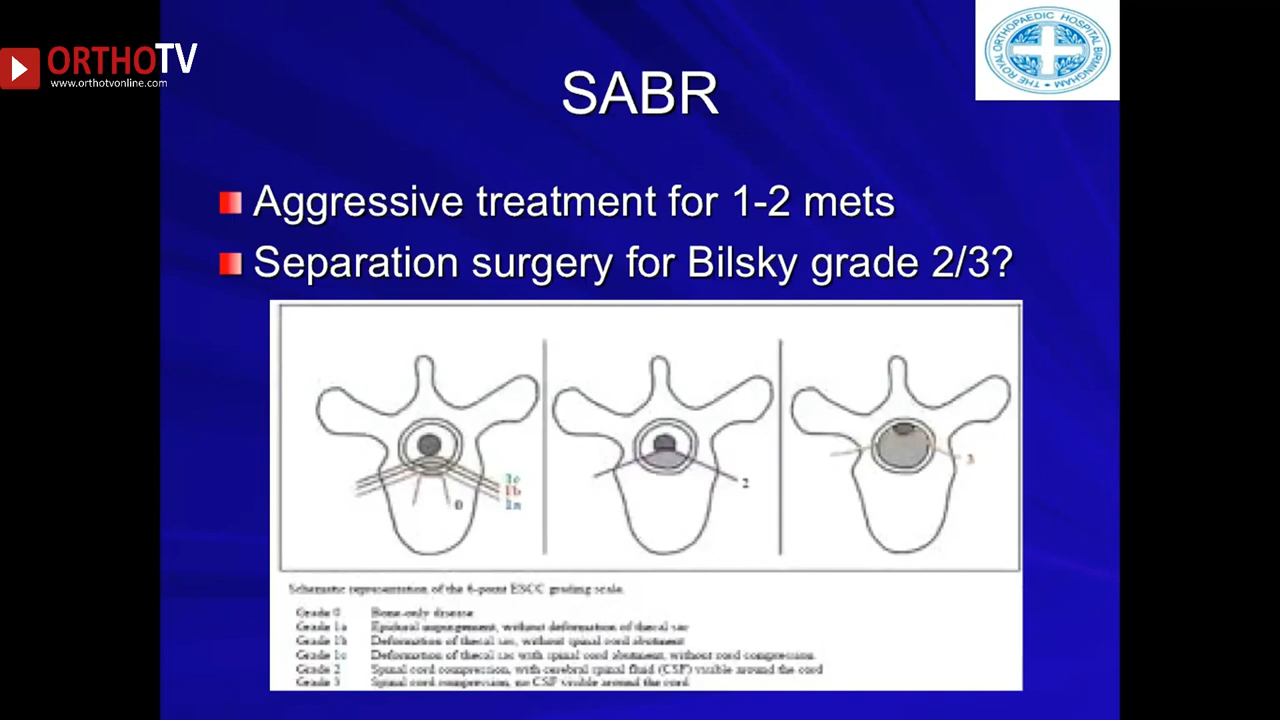 ORTHOTV
www.orthotvonline.com
THE ROYAL ORTHOPAEDIC HOSPITAL BIRMINGHAM
SABR
Aggressive treatment for 1-2 mets
Separation surgery for Bilsky grade 2/3?
1c
1b
1a
0
2
3
Schematic representation of the 6-point ESCC grading scale.
Grade 0 Bone-only disease
Grade 1a Epidural impingement, without deformation of thecal sac
Grade 1b Deformation of thecal sac, without spinal cord abutment
Grade 1c Deformation of thecal sac with spinal cord abutment, without cord compression.
Grade 2 Spinal cord compression, with cerebral spinal fluid (CSF) visible around the cord
Grade 3 Spinal cord compression, no CSF visible around the cord